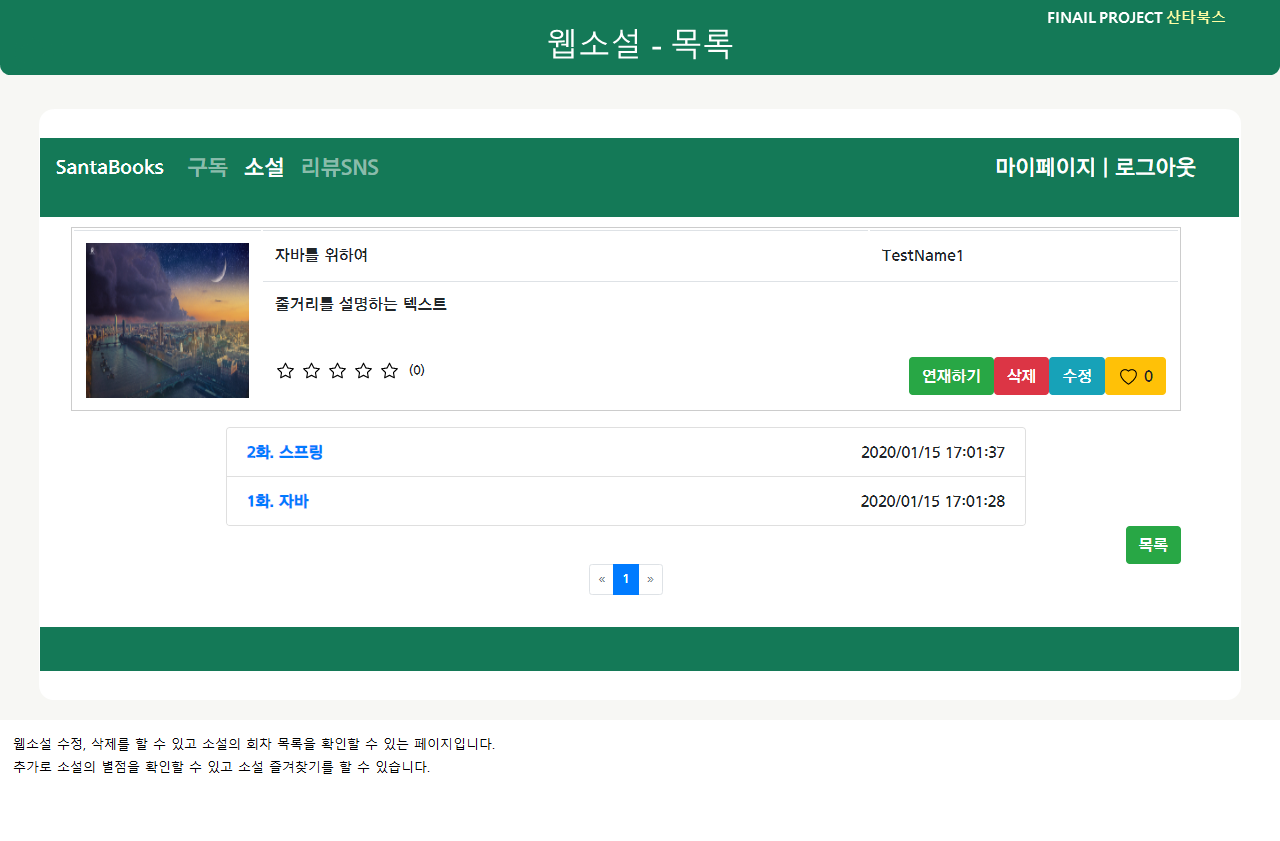 FINAIL PROJECT 산타북스
웹소설 - 목록
SantaBooks 구독 소설 리뷰SNS 마이페이지 | 로그아웃
자바를 위하여 TestName1
줄거리를 설명하는 텍스트
(0) 연재하기 삭제 수정 0
2화. 스프링 2020/01/15 17:01:37
1화. 자바 2020/01/15 17:01:28
목록
« 1 »
웹소설 수정, 삭제를 할 수 있고 소설의 회차 목록을 확인할 수 있는 페이지입니다.
추가로 소설의 별점을 확인할 수 있고 소설 즐겨찾기를 할 수 있습니다.